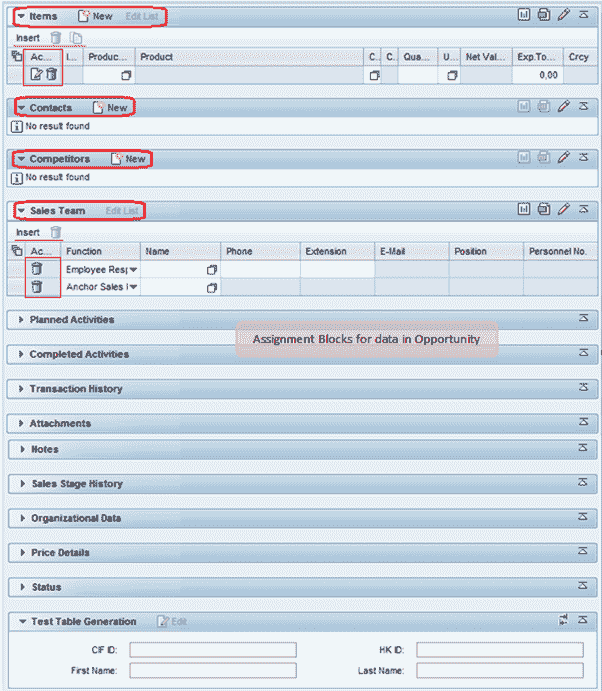 Items New Edit List
Insert
Ac... I... Produc... Product C... C.. Qua... U... Net Val... Exp.To... Crcy
0,00
Contacts New
No result found
Competitors New
No result found
Sales Team Edit List
Insert
Ac... Function Name Phone Extension E-Mail Position Personnel No.
Employee Resp
Anchor Sales I
Planned Activities
Assignment Blocks for data in Opportunity
Completed Activities
Transaction History
Attachments
Notes
Sales Stage History
Organizational Data
Price Details
Status
Test Table Generation Edit
CIF ID: HK ID:
First Name: Last Name: